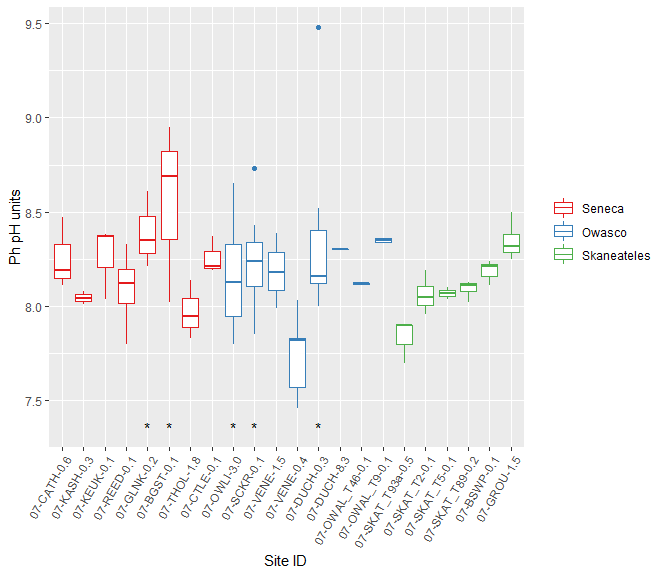 9.5
9.0
8.5
8.0
7.5
Ph pH units
* * * * *
07-CATH-0.6
07-KASH-0.3
07-KEUK-0.1
07-REED-0.1
07-GLNK-0.2
07-BGST-0.1
07-THOL-1.8
07-CTLE-0.1
07-OWLI-3.0
07-SCKR-0.1
07-VENE-1.5
07-VENE-0.4
07-DUCH-0.3
07-DUCH-8.3
07-OWAL_T.46-0.1
07-OWAL_T9-0.1
07-SKAT_T93a-0.5
07-SKAT_T2-0.1
07-SKAT_T5-0.1
07-SKAT_T89-0.2
07-BSWP-0.1
07-GROU-1.5
Site ID
Seneca
Owasco
Skaneateles